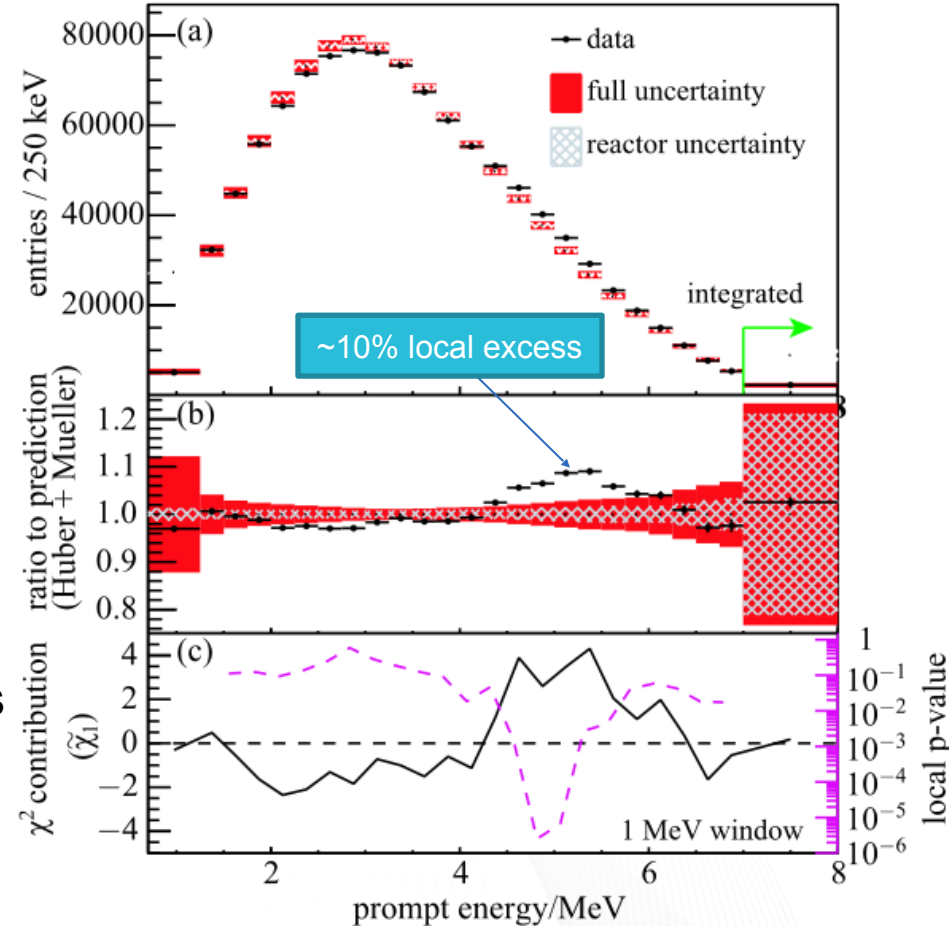 80000
60000
40000
20000
entries / 250 keV
(a)
data
full uncertainty
reactor uncertainty
integrated
~10% local excess
1.2
1.1
1.0
0.9
0.8
ratio to prediction
(Huber + Mueller)
(b)
4
2
0
−2
−4
χ² contribution
(χ̃₁)
(c)
1 MeV window
1
10⁻¹
10⁻²
10⁻³
10⁻⁴
10⁻⁵
10⁻⁶
local p-value
2
4
6
8
prompt energy/MeV